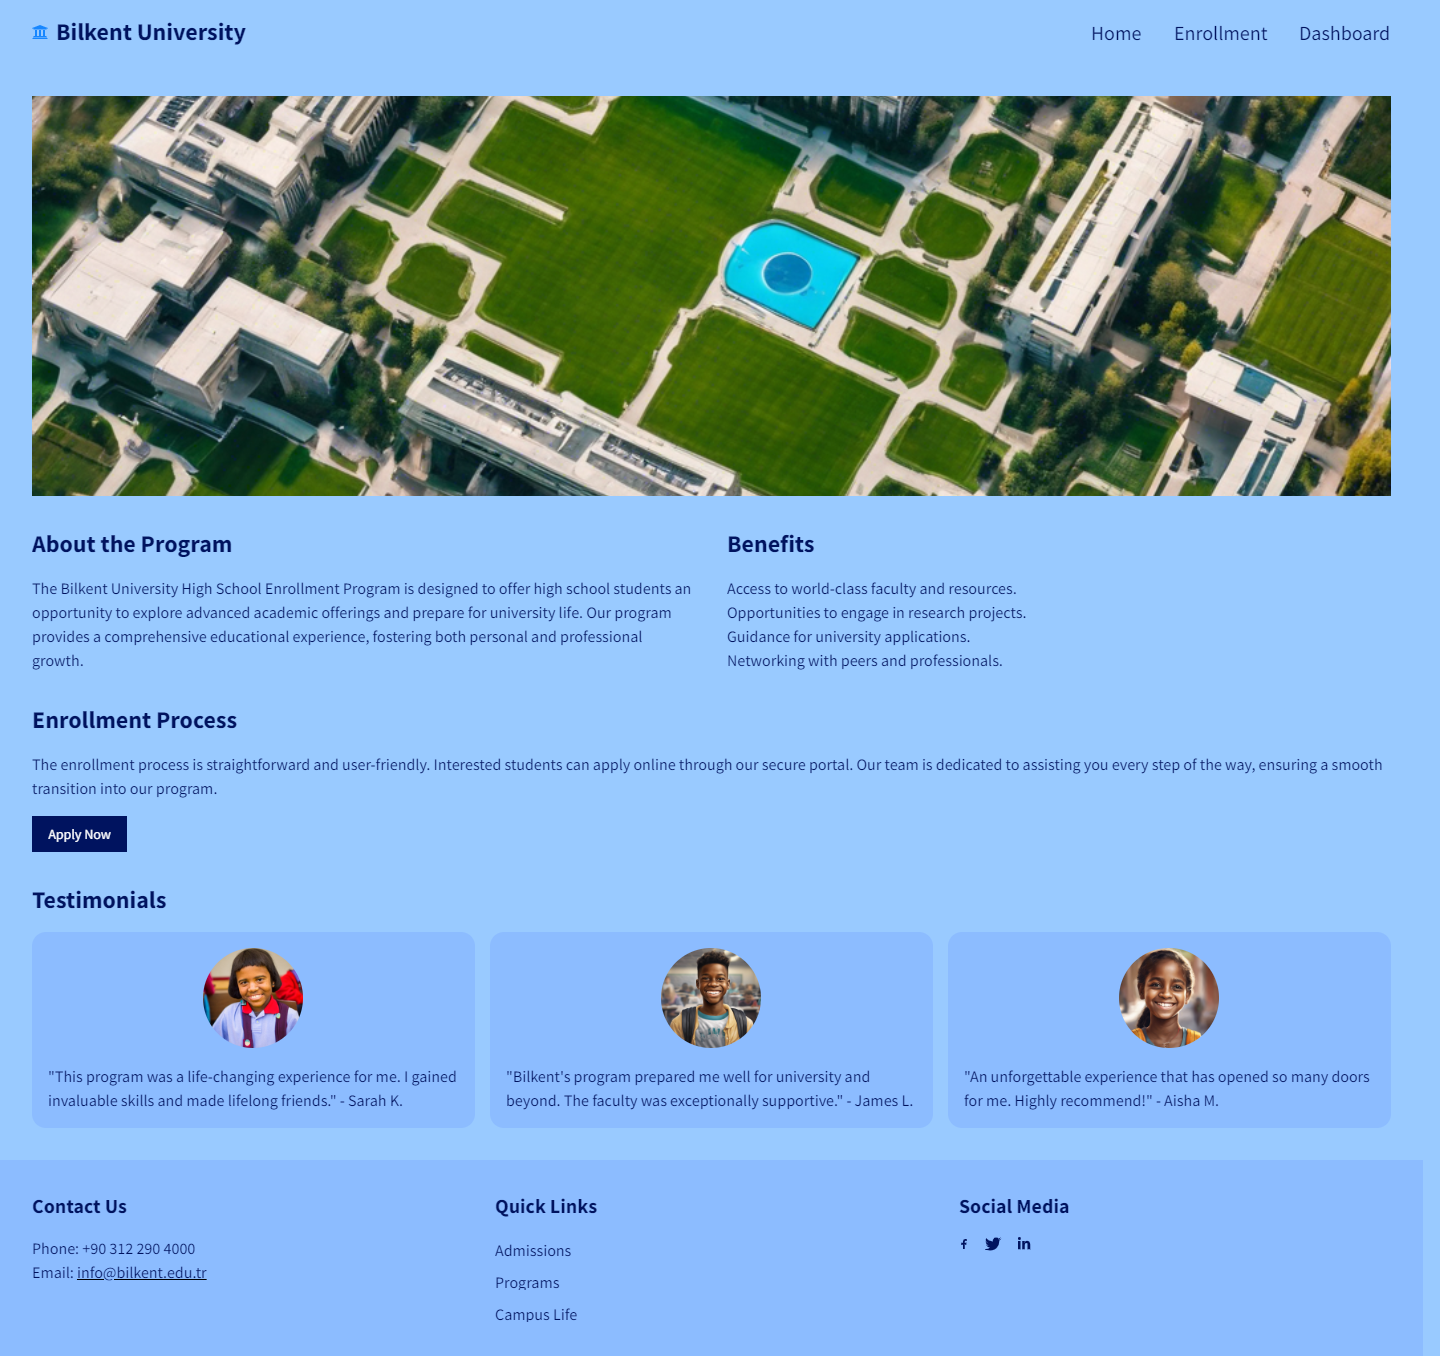 Bilkent University
Home Enrollment Dashboard
About the Program
The Bilkent University High School Enrollment Program is designed to offer high school students an
opportunity to explore advanced academic offerings and prepare for university life. Our program
provides a comprehensive educational experience, fostering both personal and professional
growth.
Benefits
Access to world-class faculty and resources.
Opportunities to engage in research projects.
Guidance for university applications.
Networking with peers and professionals.
Enrollment Process
The enrollment process is straightforward and user-friendly. Interested students can apply online through our secure portal. Our team is dedicated to assisting you every step of the way, ensuring a smooth
transition into our program.
Apply Now
Testimonials
"This program was a life-changing experience for me. I gained
invaluable skills and made lifelong friends." - Sarah K.
"Bilkent's program prepared me well for university and
beyond. The faculty was exceptionally supportive." - James L.
"An unforgettable experience that has opened so many doors
for me. Highly recommend!" - Aisha M.
Contact Us
Phone: +90 312 290 4000
Email: info@bilkent.edu.tr
Quick Links
Admissions
Programs
Campus Life
Social Media